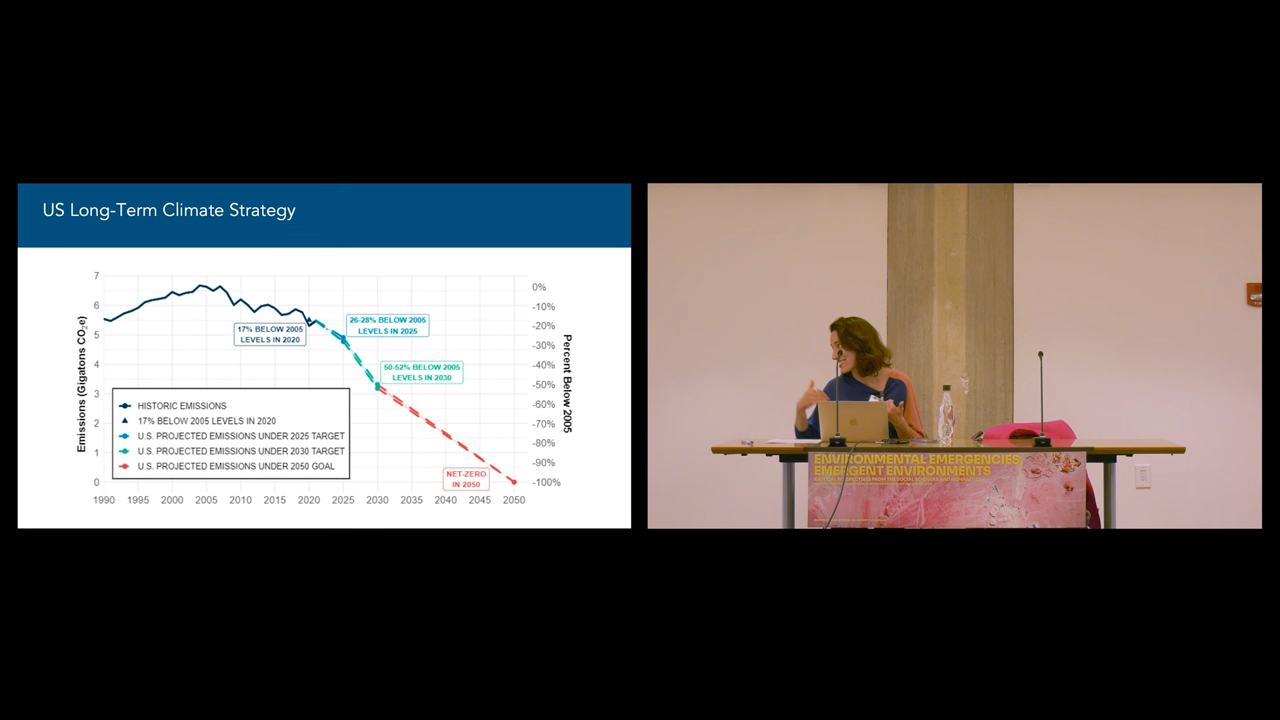 US Long-Term Climate Strategy
7
6
5
4
3
2
1
0
Emissions (Gigatons CO₂e)
0%
-10%
-20%
-30%
-40%
-50%
-60%
-70%
-80%
-90%
-100%
Percent Below 2005
17% BELOW 2005
LEVELS IN 2020
26-28% BELOW 2005
LEVELS IN 2025
50-52% BELOW 2005
LEVELS IN 2030
NET-ZERO
IN 2050
HISTORIC EMISSIONS
17% BELOW 2005 LEVELS IN 2020
U.S. PROJECTED EMISSIONS UNDER 2025 TARGET
U.S. PROJECTED EMISSIONS UNDER 2030 TARGET
U.S. PROJECTED EMISSIONS UNDER 2050 GOAL
1990 1995 2000 2005 2010 2015 2020 2025 2030 2035 2040 2045 2050
ENVIRONMENTAL EMERGENCIES,
EMERGENT ENVIRONMENTS